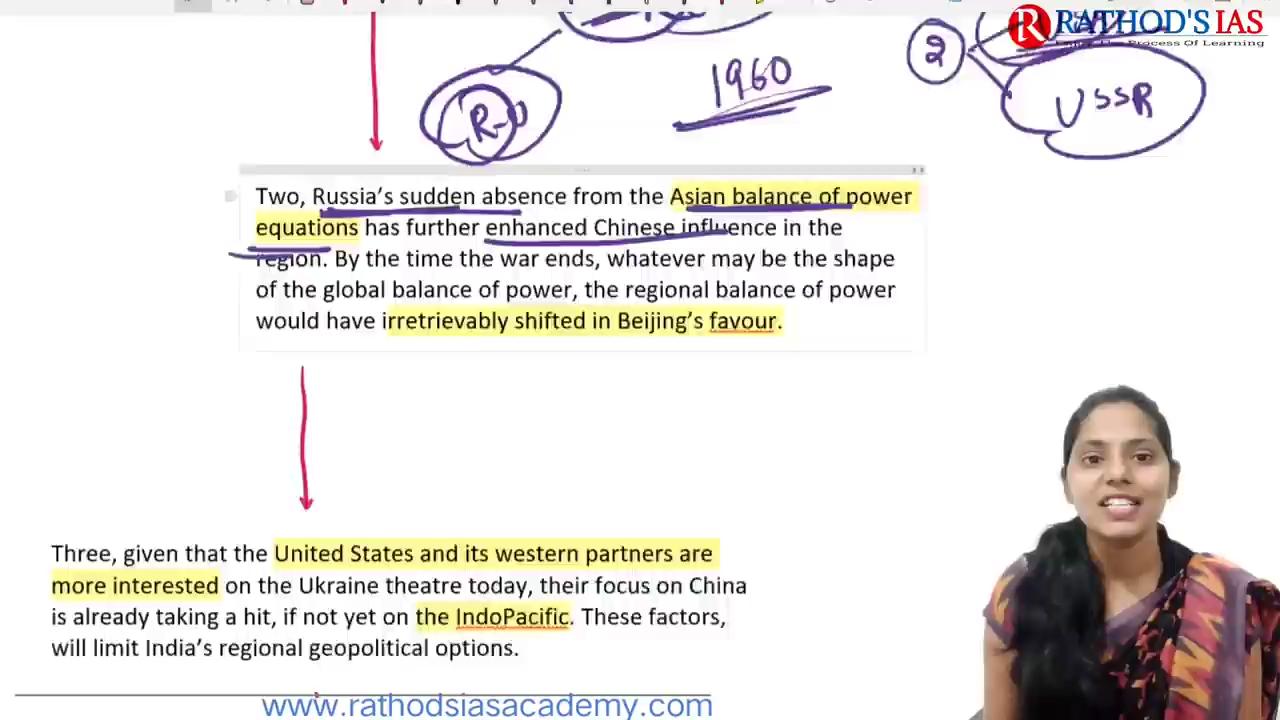 RATHOD'S IAS
Process Of Learning
R-U
1960
2
USSR
Two, Russia's sudden absence from the Asian balance of power
equations has further enhanced Chinese influence in the
region. By the time the war ends, whatever may be the shape
of the global balance of power, the regional balance of power
would have irretrievably shifted in Beijing's favour.
Three, given that the United States and its western partners are
more interested on the Ukraine theatre today, their focus on China
is already taking a hit, if not yet on the IndoPacific. These factors,
will limit India's regional geopolitical options.
www.rathodsiasacademy.com